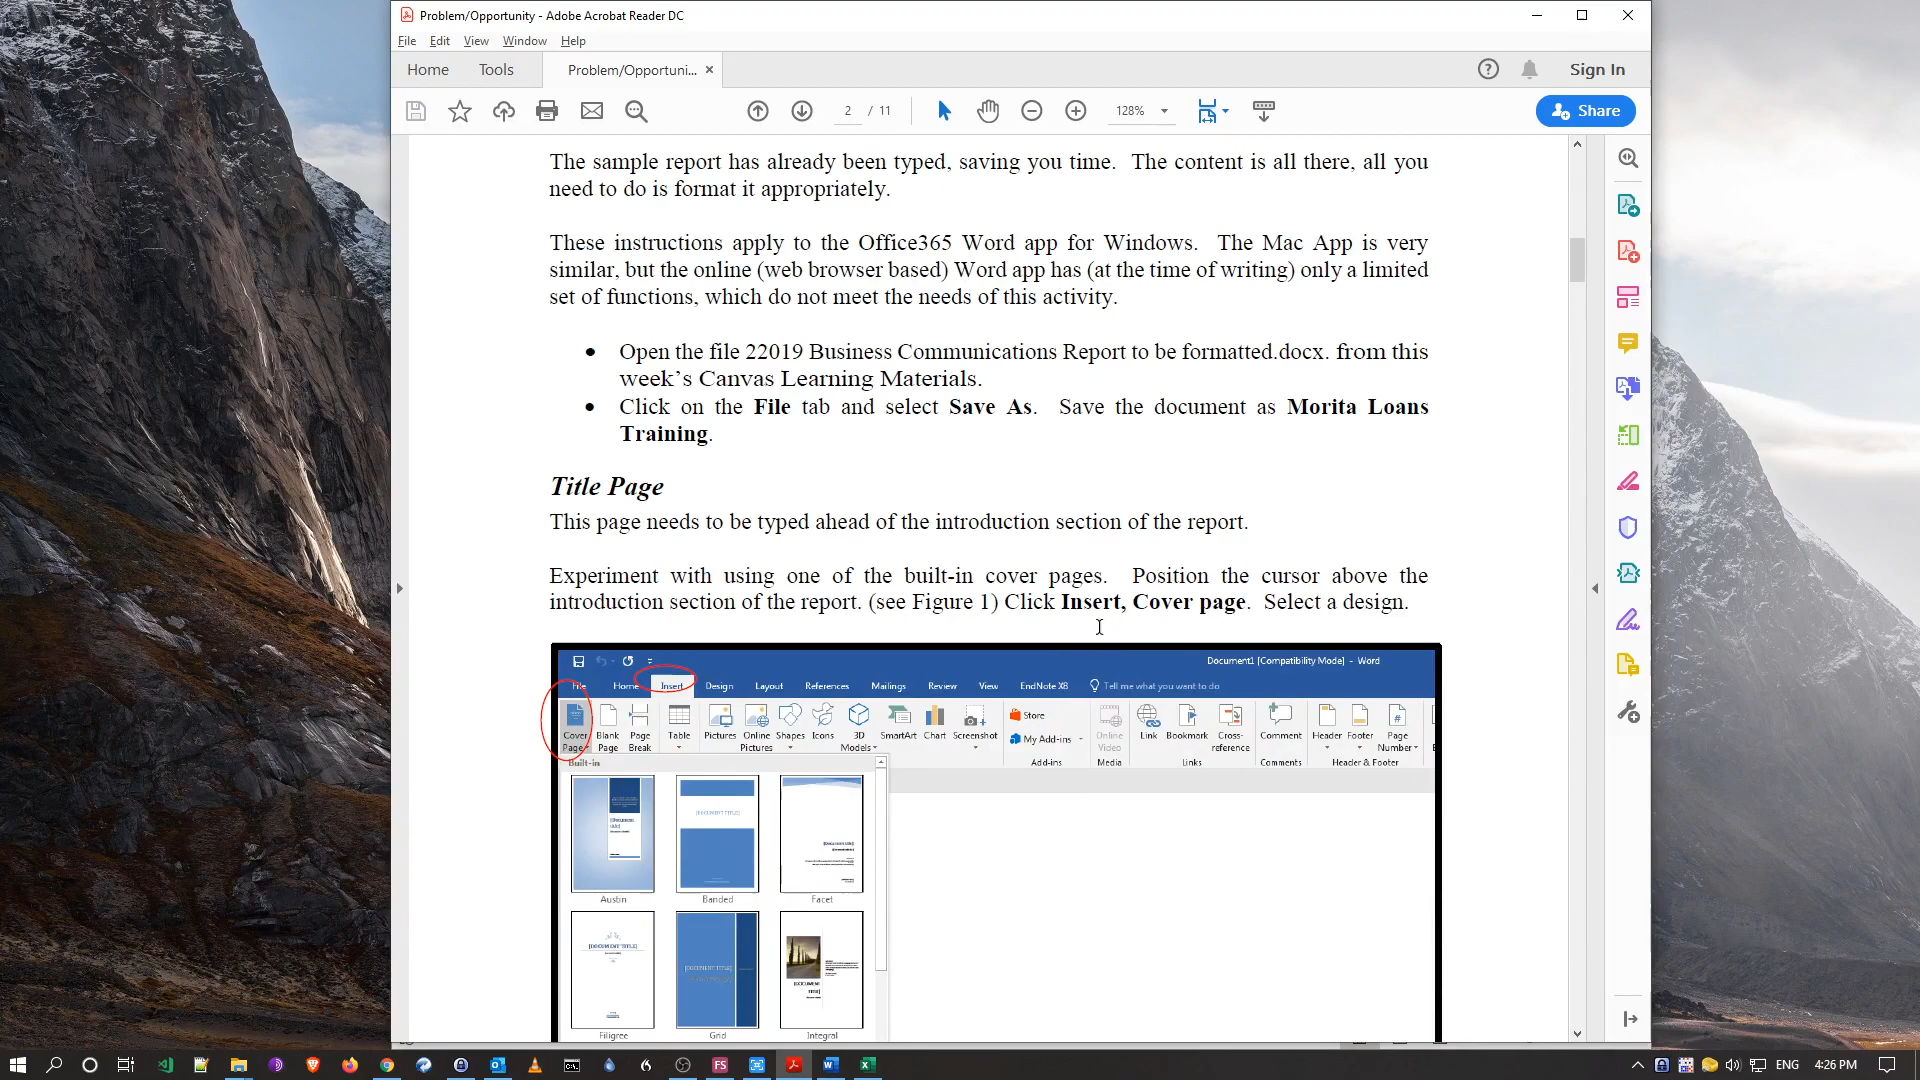 Problem/Opportunity - Adobe Acrobat Reader DC
File Edit View Window Help
Home Tools Problem/Opportuni... Sign In
2 / 11 128% Share
The sample report has already been typed, saving you time. The content is all there, all you
need to do is format it appropriately.
These instructions apply to the Office365 Word app for Windows. The Mac App is very
similar, but the online (web browser based) Word app has (at the time of writing) only a limited
set of functions, which do not meet the needs of this activity.
• Open the file 22019 Business Communications Report to be formatted.docx. from this
week's Canvas Learning Materials.
• Click on the File tab and select Save As. Save the document as Morita Loans
Training.
Title Page
This page needs to be typed ahead of the introduction section of the report.
Experiment with using one of the built-in cover pages. Position the cursor above the
introduction section of the report. (see Figure 1) Click Insert, Cover page. Select a design.
Document1 [Compatibility Mode] - Word
File Home Insert Design Layout References Mailings Review View EndNote X8 Tell me what you want to do
Cover Page Blank Page Page Break Table Pictures Online Pictures Shapes Icons 3D Models SmartArt Chart Screenshot Store My Add-ins Online Video Link Bookmark Cross-reference Comment Header Footer Page Number
Add-ins Media Links Comments Header & Footer
Built-in
[DOCUMENT TITLE]
Austin Banded Facet
[DOCUMENT TITLE] [DOCUMENT TITLE]
Filigree Grid Integral
ENG 4:26 PM